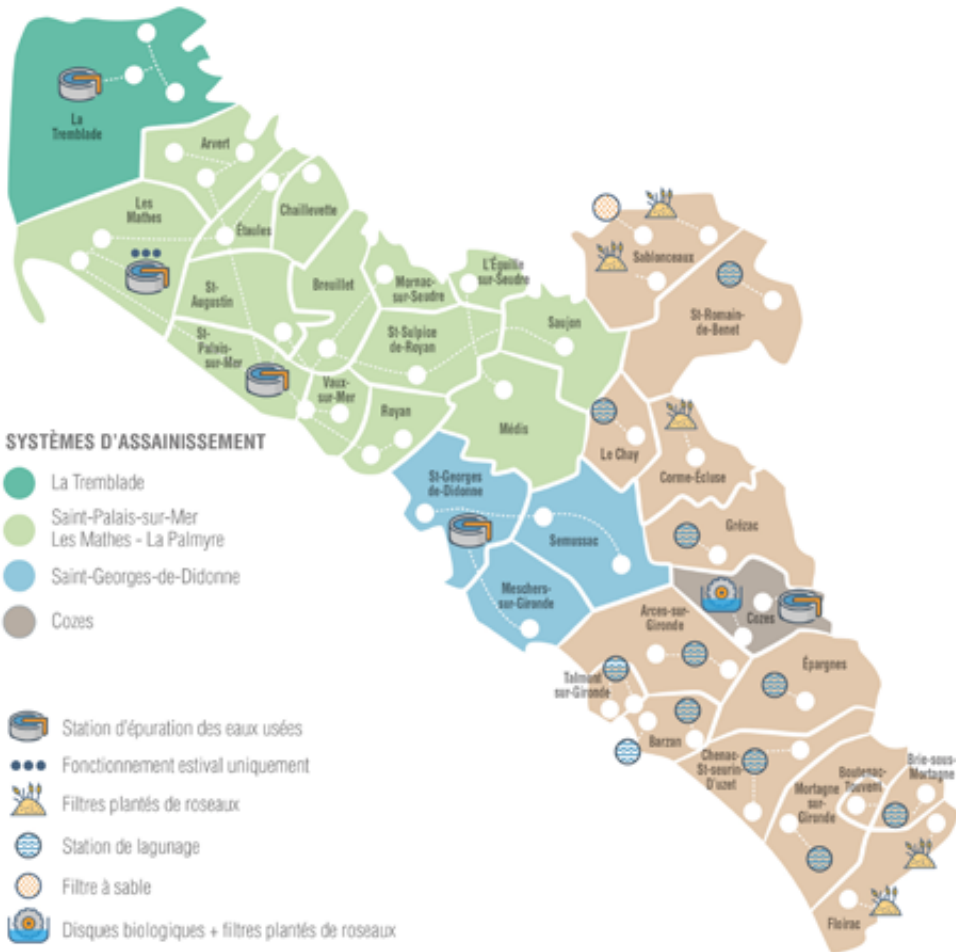 La
Tremblade
Arvert
Les
Mathes
Chaillevette
Étaules
Sablonceaux
L'Éguille
sur-Seudre
Mornac-
sur-Seudre
Breuillet
St-
Augustin
St-Romain-
de-Benet
Saujon
St-Sulpice
de-Royan
St-
Palais-
sur-Mer
Vaux-
sur-Mer
Royan
Médis
Le Chay
Corme-Écluse
SYSTÈMES D'ASSAINISSEMENT
La Tremblade
Saint-Palais-sur-Mer
Les Mathes - La Palmyre
Saint-Georges-de-Didonne
Cozes
St-Georges
de-Didonne
Semussac
Grézac
Meschers-
sur-Gironde
Arces-sur-
Gironde
Cozes
Épargnes
Talmont
sur-Gironde
Barzan
Chenac-
St-seurin-
D'uzet
Mortagne
sur-
Gironde
Boutenac-
Touvent
Brie-sous-
Mortagne
Floirac
Station d'épuration des eaux usées
Fonctionnement estival uniquement
Filtres plantés de roseaux
Station de lagunage
Filtre à sable
Disques biologiques + filtres plantés de roseaux